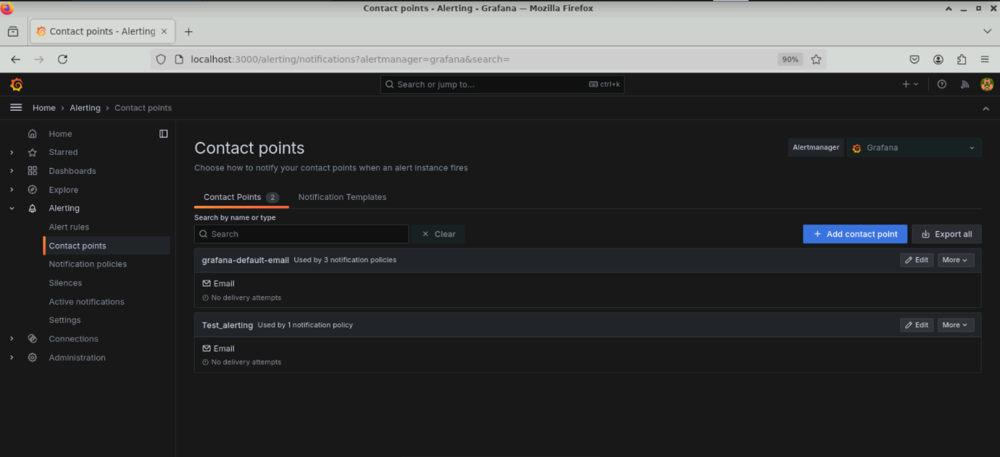 Contact points - Alerting - Grafana — Mozilla Firefox
Contact points - Alerting
localhost:3000/alerting/notifications?alertmanager=grafana&search=
90%
Search or jump to...
ctrl+k
Home › Alerting › Contact points
Home
Starred
Dashboards
Explore
Alerting
Alert rules
Contact points
Notification policies
Silences
Active notifications
Settings
Connections
Administration
Contact points
Alertmanager
Grafana
Choose how to notify your contact points when an alert instance fires
Contact Points 2
Notification Templates
Search by name or type
Search
Clear
Add contact point
Export all
grafana-default-email Used by 3 notification policies
Edit
More
Email
No delivery attempts
Test_alerting Used by 1 notification policy
Edit
More
Email
No delivery attempts